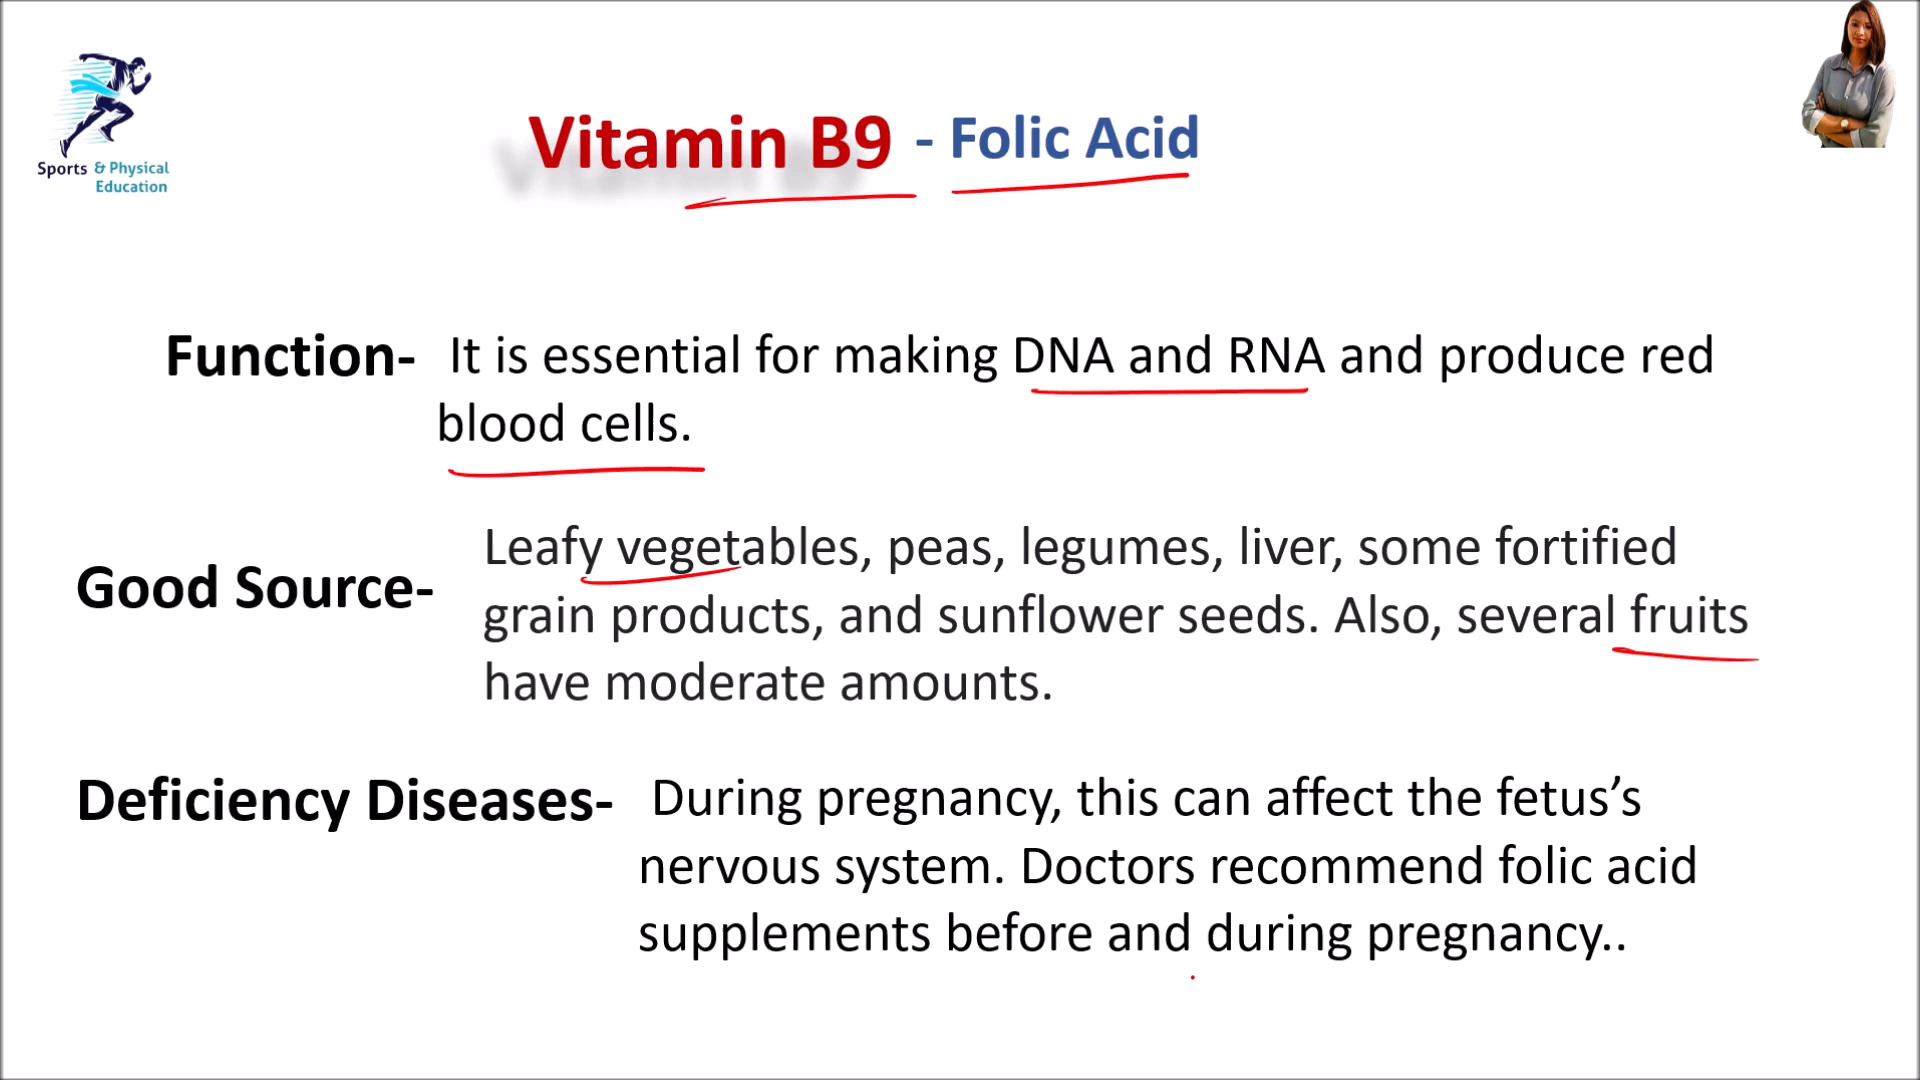 Sports & Physical
Education
Vitamin B9 - Folic Acid
Function- It is essential for making DNA and RNA and produce red
blood cells.
Good Source- Leafy vegetables, peas, legumes, liver, some fortified
grain products, and sunflower seeds. Also, several fruits
have moderate amounts.
Deficiency Diseases- During pregnancy, this can affect the fetus’s
nervous system. Doctors recommend folic acid
supplements before and during pregnancy..